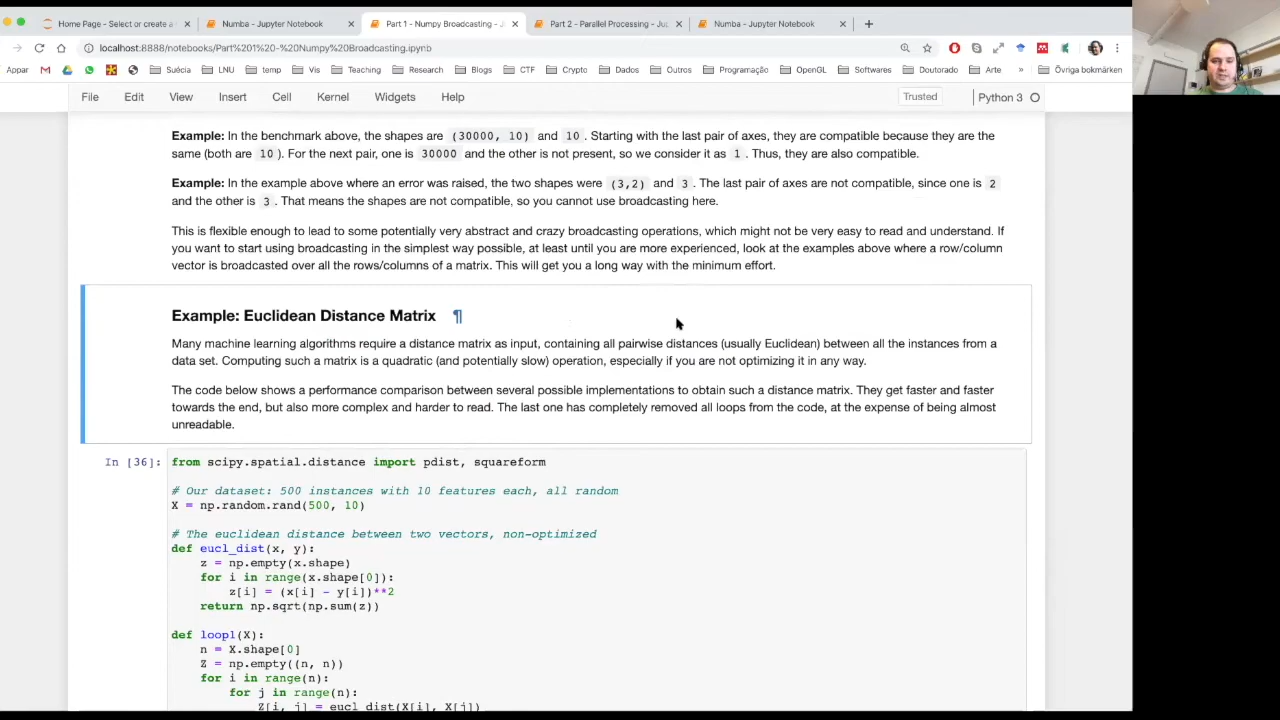 Home Page - Select or create a
Numba - Jupyter Notebook
Part 1 - Numpy Broadcasting - J
Part 2 - Parallel Processing - Ju
Numba - Jupyter Notebook
localhost:8888/notebooks/Part%201%20-%20Numpy%20Broadcasting.ipynb
Appar
Suécia
LNU
temp
Vis
Teaching
Research
Blogs
CTF
Crypto
Dados
Outros
Programação
OpenGL
Softwares
Doutorado
Arte
»
Övriga bokmärken
File Edit View Insert Cell Kernel Widgets Help
Trusted
Python 3
Example: In the benchmark above, the shapes are (30000, 10) and 10. Starting with the last pair of axes, they are compatible because they are the
same (both are 10). For the next pair, one is 30000 and the other is not present, so we consider it as 1. Thus, they are also compatible.
Example: In the example above where an error was raised, the two shapes were (3,2) and 3. The last pair of axes are not compatible, since one is 2
and the other is 3. That means the shapes are not compatible, so you cannot use broadcasting here.
This is flexible enough to lead to some potentially very abstract and crazy broadcasting operations, which might not be very easy to read and understand. If
you want to start using broadcasting in the simplest way possible, at least until you are more experienced, look at the examples above where a row/column
vector is broadcasted over all the rows/columns of a matrix. This will get you a long way with the minimum effort.
Example: Euclidean Distance Matrix ¶
Many machine learning algorithms require a distance matrix as input, containing all pairwise distances (usually Euclidean) between all the instances from a
data set. Computing such a matrix is a quadratic (and potentially slow) operation, especially if you are not optimizing it in any way.
The code below shows a performance comparison between several possible implementations to obtain such a distance matrix. They get faster and faster
towards the end, but also more complex and harder to read. The last one has completely removed all loops from the code, at the expense of being almost
unreadable.
In [36]:
from scipy.spatial.distance import pdist, squareform
# Our dataset: 500 instances with 10 features each, all random
X = np.random.rand(500, 10)
# The euclidean distance between two vectors, non-optimized
def eucl_dist(x, y):
z = np.empty(x.shape)
for i in range(x.shape[0]):
z[i] = (x[i] - y[i])**2
return np.sqrt(np.sum(z))
def loop1(X):
n = X.shape[0]
Z = np.empty((n, n))
for i in range(n):
for j in range(n):
Z[i, j] = eucl_dist(X[i], X[j])